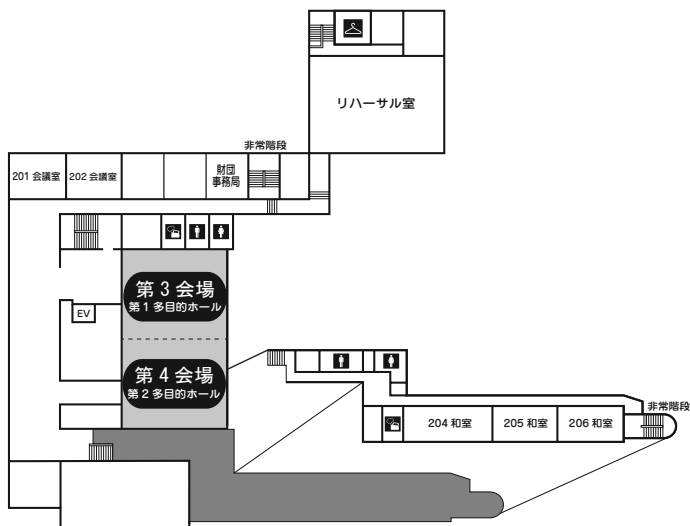 リハーサル室
非常階段
201 会議室
202 会議室
財団
事務局
第3会場
第1多目的ホール
EV
第4会場
第2多目的ホール
非常階段
204 和室
205 和室
206 和室